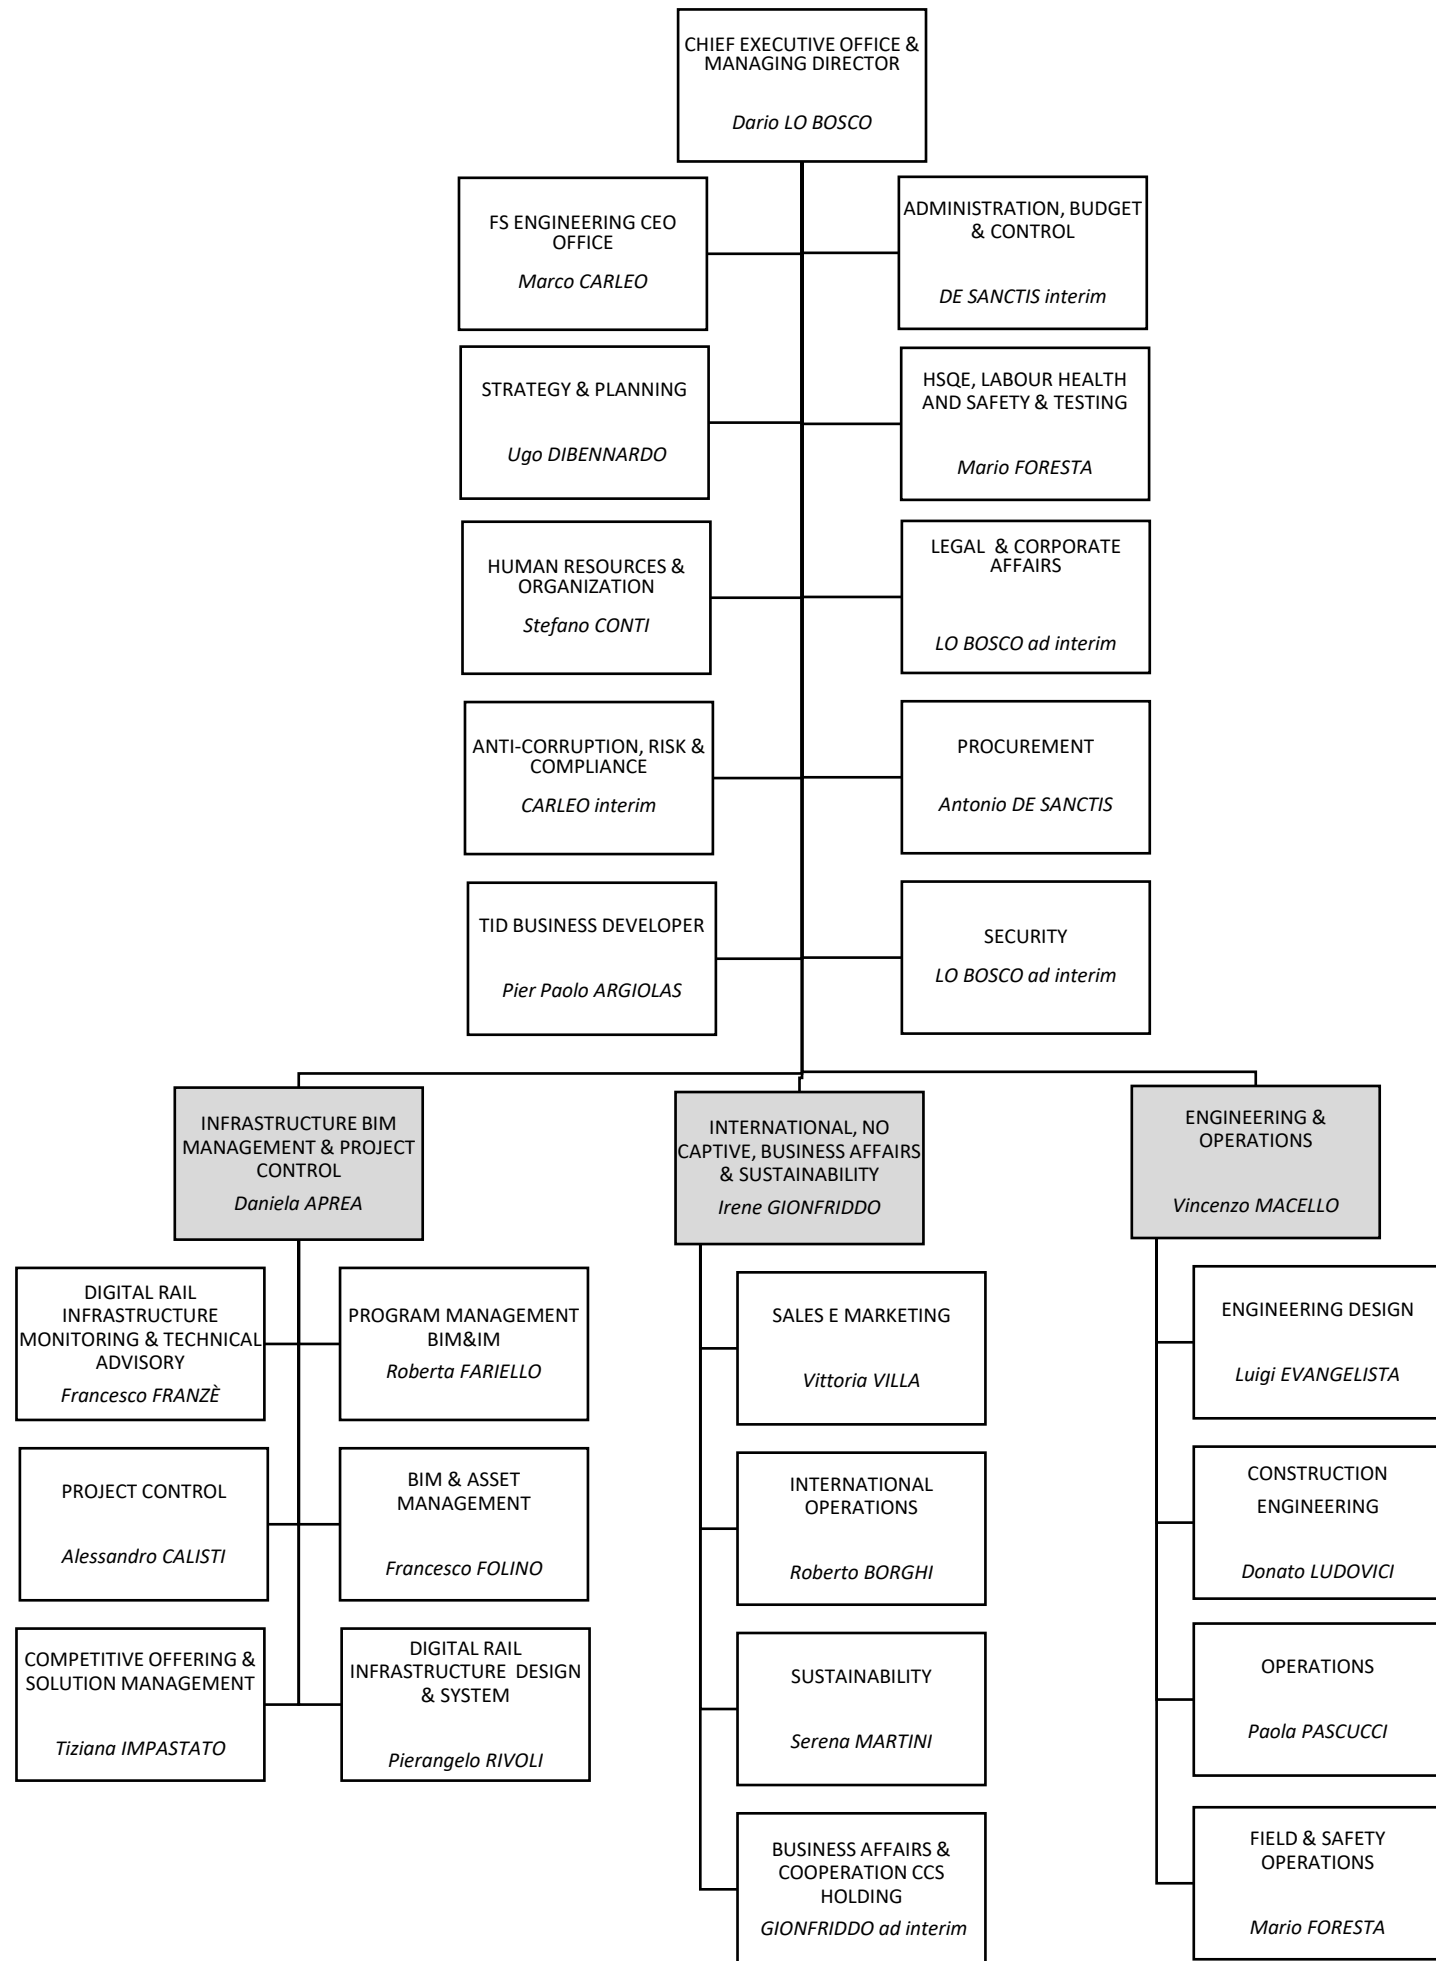 CHIEF EXECUTIVE OFFICE &
MANAGING DIRECTOR
Dario LO BOSCO
FS ENGINEERING CEO
OFFICE
Marco CARLEO
ADMINISTRATION, BUDGET
& CONTROL
DE SANCTIS interim
STRATEGY & PLANNING
Ugo DIBENNARDO
HSQE, LABOUR HEALTH
AND SAFETY & TESTING
Mario FORESTA
HUMAN RESOURCES &
ORGANIZATION
Stefano CONTI
LEGAL & CORPORATE
AFFAIRS
LO BOSCO ad interim
ANTI-CORRUPTION, RISK &
COMPLIANCE
CARLEO interim
PROCUREMENT
Antonio DE SANCTIS
TID BUSINESS DEVELOPER
Pier Paolo ARGIOLAS
SECURITY
LO BOSCO ad interim
INFRASTRUCTURE BIM
MANAGEMENT & PROJECT
CONTROL
Daniela APREA
INTERNATIONAL, NO
CAPTIVE, BUSINESS AFFAIRS
& SUSTAINABILITY
Irene GIONFRIDDO
ENGINEERING &
OPERATIONS
Vincenzo MACELLO
DIGITAL RAIL
INFRASTRUCTURE
MONITORING & TECHNICAL
ADVISORY
Francesco FRANZÈ
PROGRAM MANAGEMENT
BIM&IM
Roberta FARIELLO
SALES E MARKETING
Vittoria VILLA
ENGINEERING DESIGN
Luigi EVANGELISTA
PROJECT CONTROL
Alessandro CALISTI
BIM & ASSET
MANAGEMENT
Francesco FOLINO
INTERNATIONAL
OPERATIONS
Roberto BORGHI
CONSTRUCTION
ENGINEERING
Donato LUDOVICI
COMPETITIVE OFFERING &
SOLUTION MANAGEMENT
Tiziana IMPASTATO
DIGITAL RAIL
INFRASTRUCTURE DESIGN
& SYSTEM
Pierangelo RIVOLI
SUSTAINABILITY
Serena MARTINI
OPERATIONS
Paola PASCUCCI
BUSINESS AFFAIRS &
COOPERATION CCS
HOLDING
GIONFRIDDO ad interim
FIELD & SAFETY
OPERATIONS
Mario FORESTA